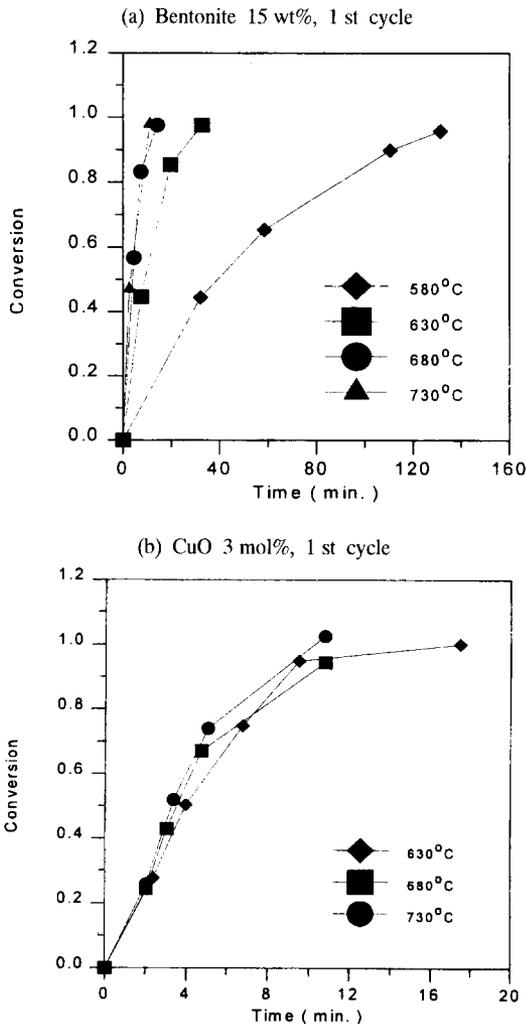 (a) Bentonite 15 wt%, 1 st cycle
1.2
1.0
0.8
0.6
0.4
0.2
0.0
Conversion
580°C
630°C
680°C
730°C
0 40 80 120 160
Time ( min. )
(b) CuO 3 mol%, 1 st cycle
1.2
1.0
0.8
0.6
0.4
0.2
0.0
Conversion
630°C
680°C
730°C
0 4 8 12 16 20
Time ( min. )